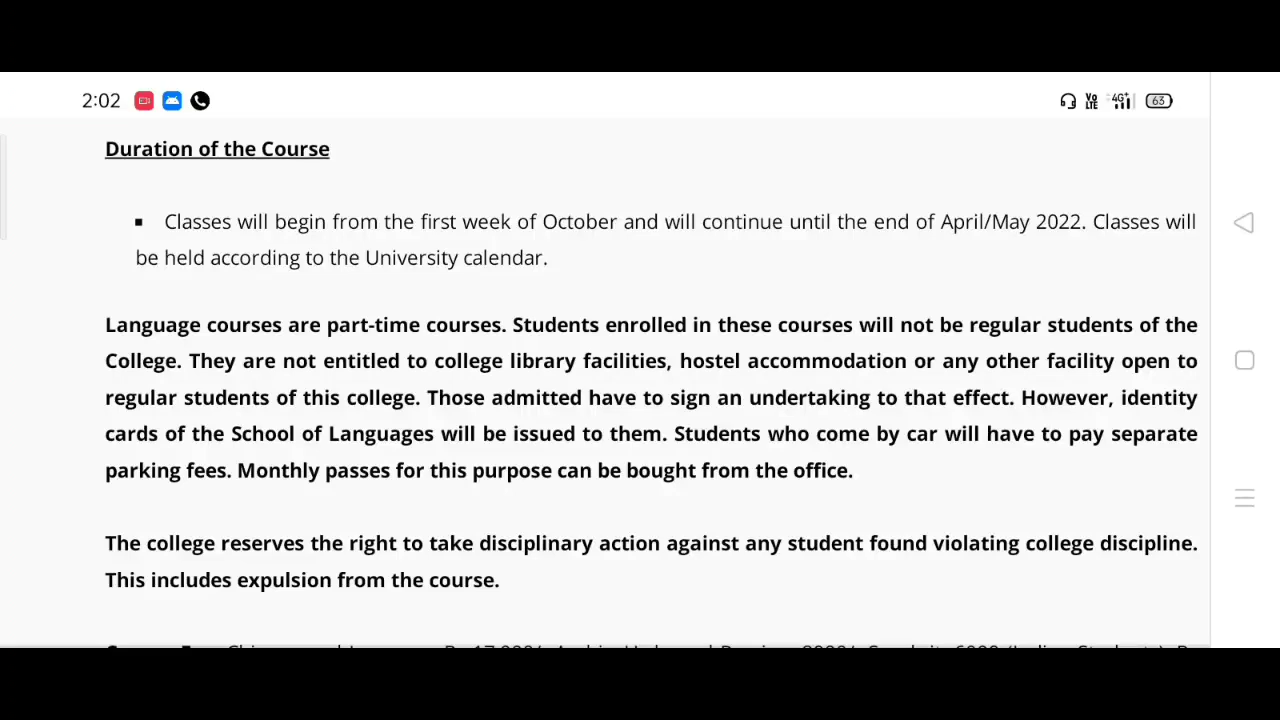 2:02
Vo LTE 4G+ 63
Duration of the Course
▪ Classes will begin from the first week of October and will continue until the end of April/May 2022. Classes will
be held according to the University calendar.
Language courses are part-time courses. Students enrolled in these courses will not be regular students of the
College. They are not entitled to college library facilities, hostel accommodation or any other facility open to
regular students of this college. Those admitted have to sign an undertaking to that effect. However, identity
cards of the School of Languages will be issued to them. Students who come by car will have to pay separate
parking fees. Monthly passes for this purpose can be bought from the office.
The college reserves the right to take disciplinary action against any student found violating college discipline.
This includes expulsion from the course.